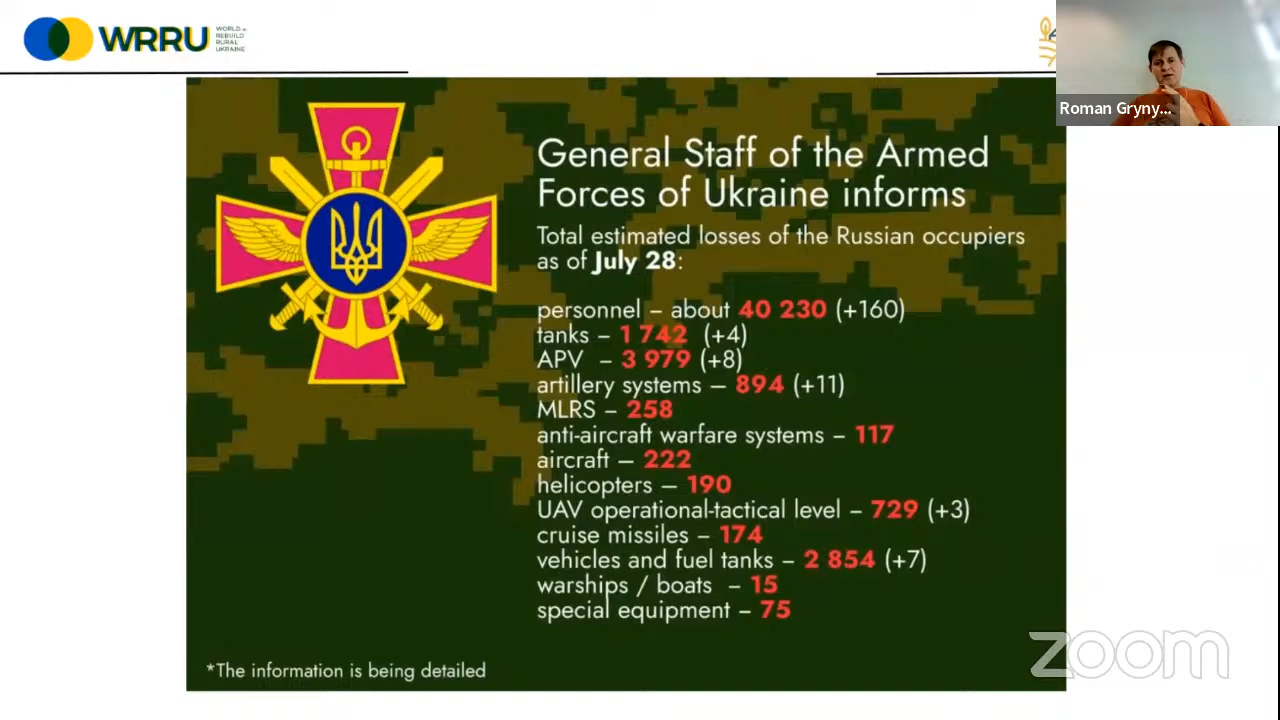 WRRU
WORLD to
REBUILD
RURAL
UKRAINE
Roman Gryny...
General Staff of the Armed
Forces of Ukraine informs
Total estimated losses of the Russian occupiers
as of July 28:
personnel – about 40 230 (+160)
tanks – 1 742 (+4)
APV – 3 979 (+8)
artillery systems – 894 (+11)
MLRS – 258
anti-aircraft warfare systems – 117
aircraft – 222
helicopters – 190
UAV operational-tactical level – 729 (+3)
cruise missiles – 174
vehicles and fuel tanks – 2 854 (+7)
warships / boats – 15
special equipment – 75
*The information is being detailed
zoom